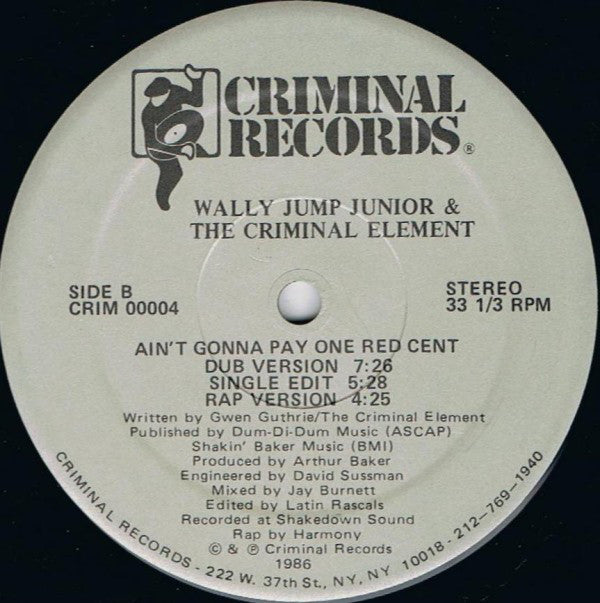 CRIMINAL
RECORDS®
WALLY JUMP JUNIOR &
THE CRIMINAL ELEMENT
SIDE B
CRIM 00004
STEREO
33 1/3 RPM
AIN'T GONNA PAY ONE RED CENT
DUB VERSION 7:26
SINGLE EDIT 5:28
RAP VERSION 4:25
Written by Gwen Guthrie/The Criminal Element
Published by Dum-Di-Dum Music (ASCAP)
Shakin' Baker Music (BMI)
Produced by Arthur Baker
Engineered by David Sussman
Mixed by Jay Burnett
Edited by Latin Rascals
Recorded at Shakedown Sound
Rap by Harmony
© & ℗ Criminal Records
1986
CRIMINAL RECORDS - 222 W. 37th St., NY, NY 10018 - 212-769-1940